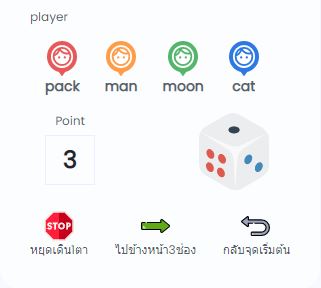 player
pack man moon cat
Point
3
STOP
หยุดเดิน1ตา ไปข้างหน้า3ช่อง กลับจุดเริ่มต้น